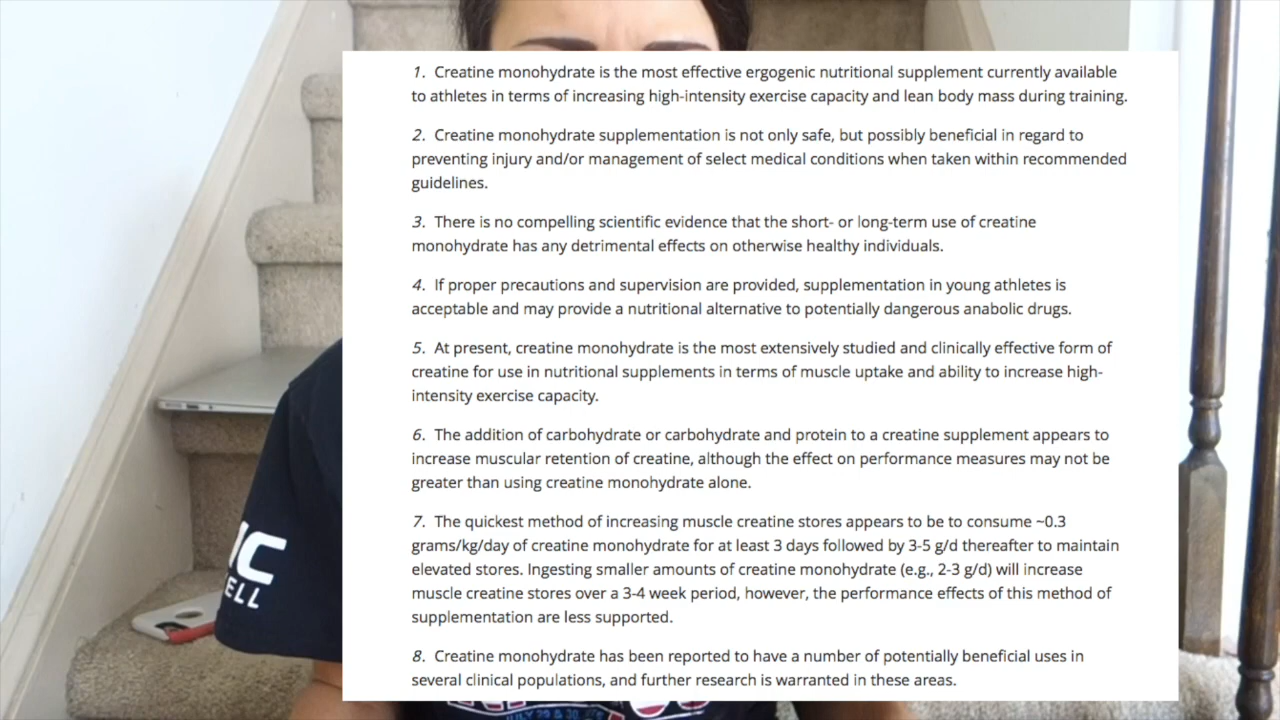 1. Creatine monohydrate is the most effective ergogenic nutritional supplement currently available
to athletes in terms of increasing high-intensity exercise capacity and lean body mass during training.
2. Creatine monohydrate supplementation is not only safe, but possibly beneficial in regard to
preventing injury and/or management of select medical conditions when taken within recommended
guidelines.
3. There is no compelling scientific evidence that the short- or long-term use of creatine
monohydrate has any detrimental effects on otherwise healthy individuals.
4. If proper precautions and supervision are provided, supplementation in young athletes is
acceptable and may provide a nutritional alternative to potentially dangerous anabolic drugs.
5. At present, creatine monohydrate is the most extensively studied and clinically effective form of
creatine for use in nutritional supplements in terms of muscle uptake and ability to increase high-
intensity exercise capacity.
6. The addition of carbohydrate or carbohydrate and protein to a creatine supplement appears to
increase muscular retention of creatine, although the effect on performance measures may not be
greater than using creatine monohydrate alone.
7. The quickest method of increasing muscle creatine stores appears to be to consume ~0.3
grams/kg/day of creatine monohydrate for at least 3 days followed by 3-5 g/d thereafter to maintain
elevated stores. Ingesting smaller amounts of creatine monohydrate (e.g., 2-3 g/d) will increase
muscle creatine stores over a 3-4 week period, however, the performance effects of this method of
supplementation are less supported.
8. Creatine monohydrate has been reported to have a number of potentially beneficial uses in
several clinical populations, and further research is warranted in these areas.